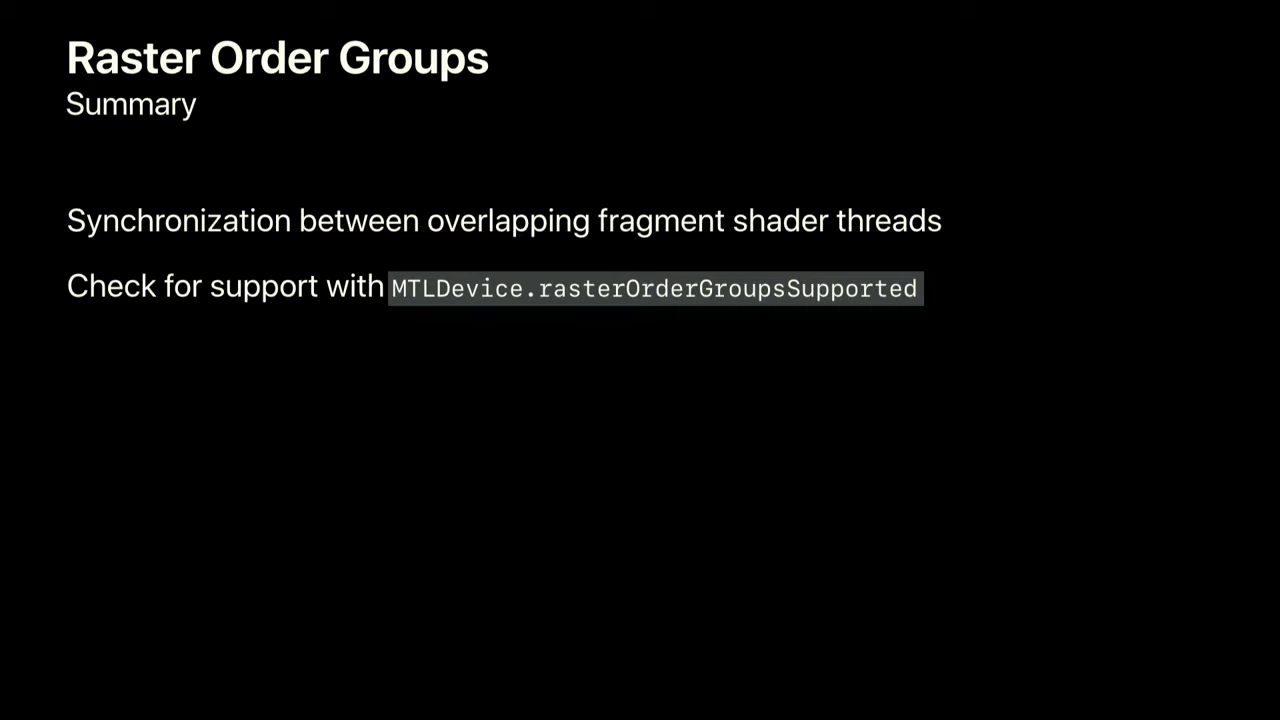 Raster Order Groups
Summary
Synchronization between overlapping fragment shader threads
Check for support with MTLDevice.rasterOrderGroupsSupported